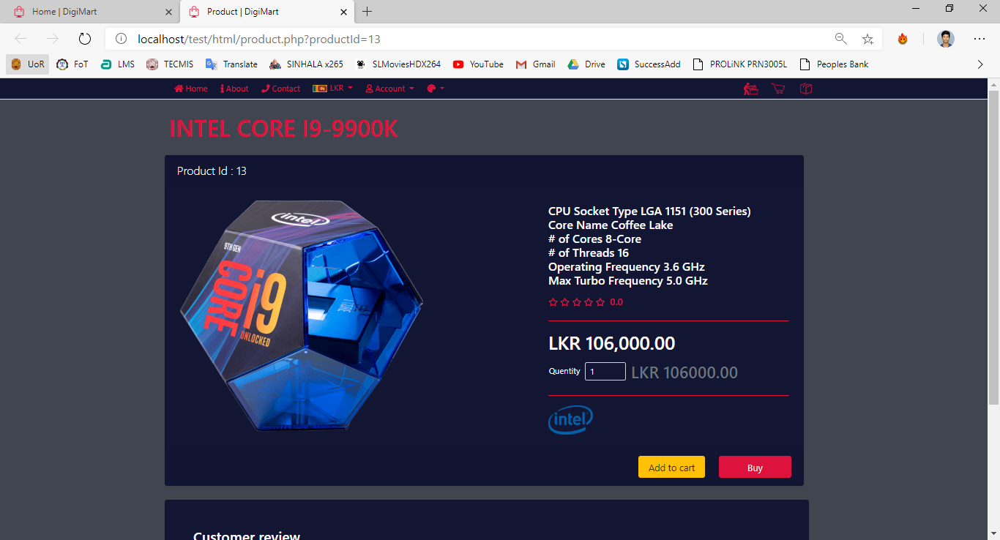 Home | DigiMart
Product | DigiMart
localhost/test/html/product.php?productId=13
UoR FoT LMS TECMIS Translate SINHALA x265 SLMoviesHDX264 YouTube Gmail Drive SuccessAdd PROLiNK PRN3005L Peoples Bank
Home About Contact LKR Account
INTEL CORE I9-9900K
Product Id : 13
intel
9TH GEN
CORE i9
UNLOCKED
CPU Socket Type LGA 1151 (300 Series)
Core Name Coffee Lake
# of Cores 8-Core
# of Threads 16
Operating Frequency 3.6 GHz
Max Turbo Frequency 5.0 GHz
0.0
LKR 106,000.00
Quentity 1 LKR 106000.00
intel
Add to cart Buy
Customer review